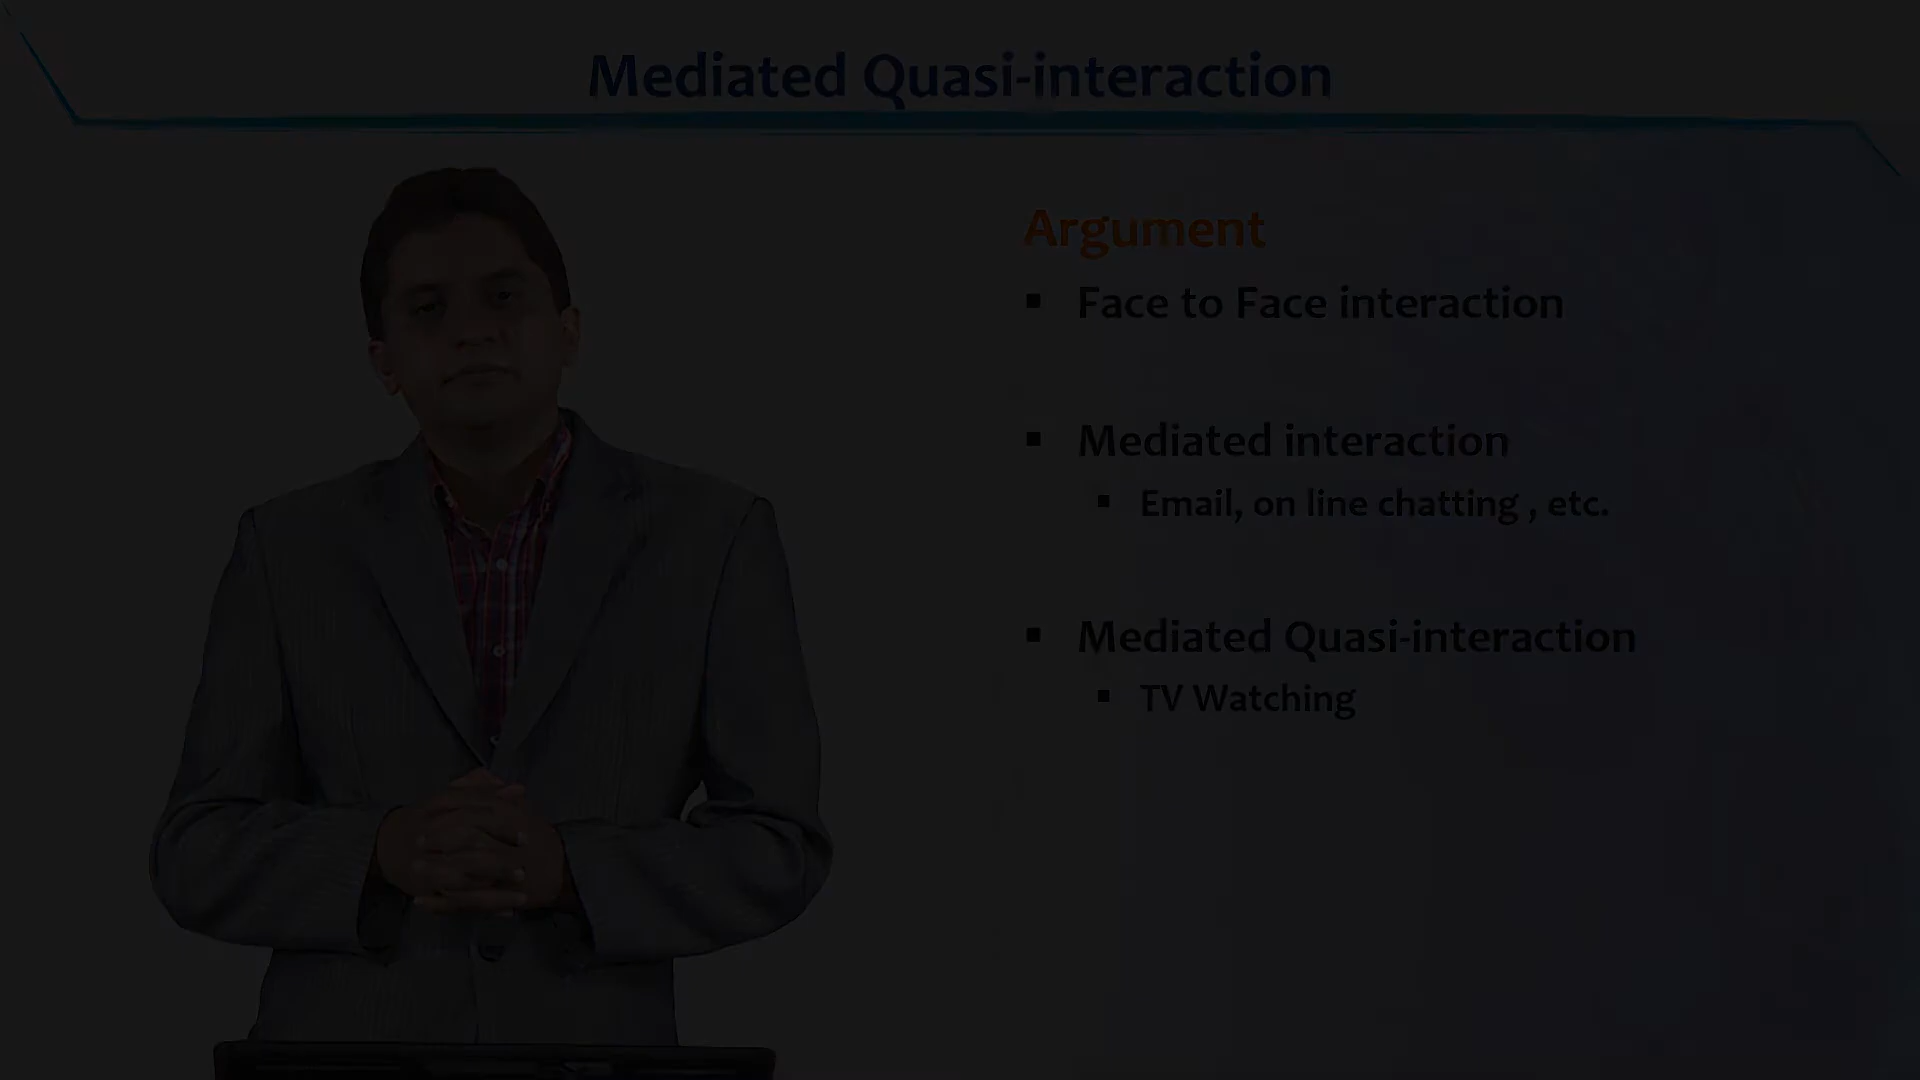 Mediated Quasi-interaction
Argument
▪ Face to Face interaction
▪ Mediated interaction
▪ Email, on line chatting , etc.
▪ Mediated Quasi-interaction
▪ TV Watching